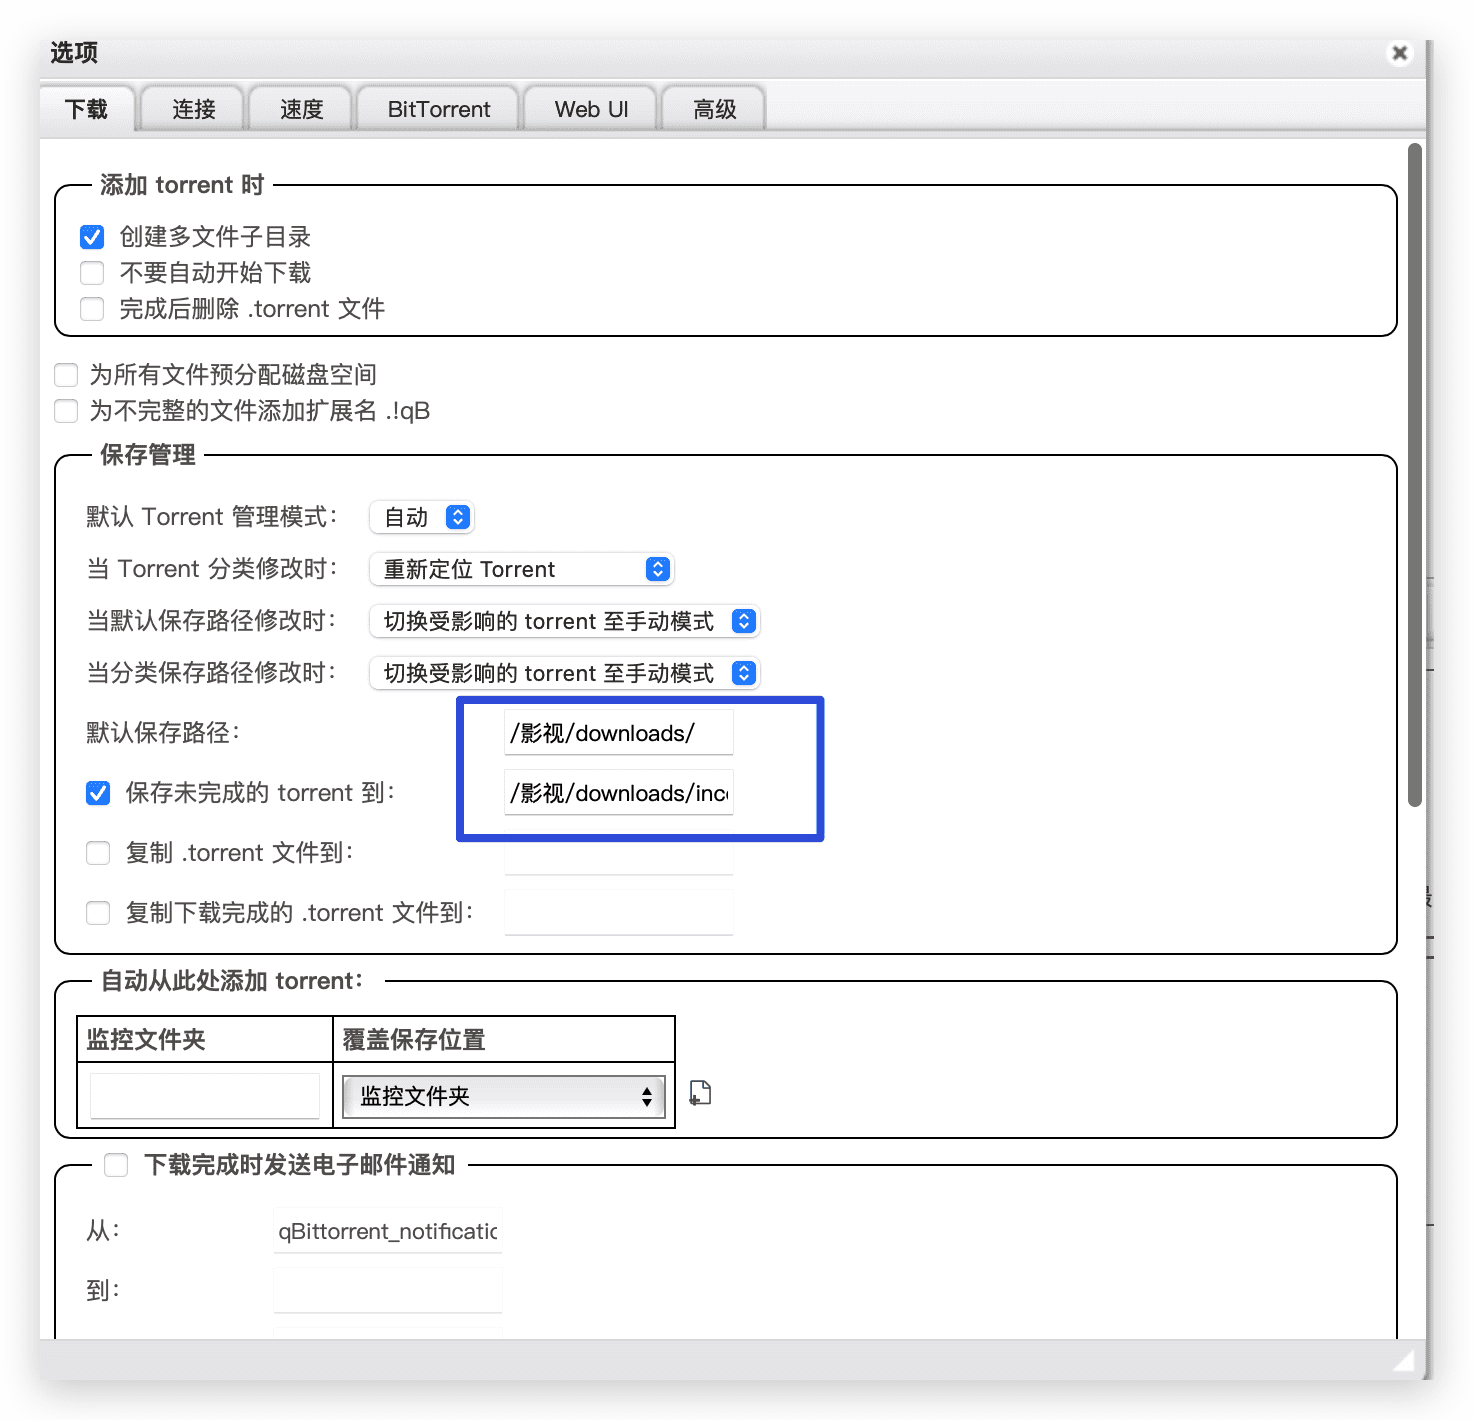 选项
下载 连接 速度 BitTorrent Web UI 高级
添加 torrent 时
创建多文件子目录
不要自动开始下载
完成后删除 .torrent 文件
为所有文件预分配磁盘空间
为不完整的文件添加扩展名 .!qB
保存管理
默认 Torrent 管理模式： 自动
当 Torrent 分类修改时： 重新定位 Torrent
当默认保存路径修改时： 切换受影响的 torrent 至手动模式
当分类保存路径修改时： 切换受影响的 torrent 至手动模式
默认保存路径： /影视/downloads/
保存未完成的 torrent 到： /影视/downloads/inc
复制 .torrent 文件到：
复制下载完成的 .torrent 文件到：
自动从此处添加 torrent：
监控文件夹 覆盖保存位置
监控文件夹
下载完成时发送电子邮件通知
从： qBittorrent_notificatio
到：